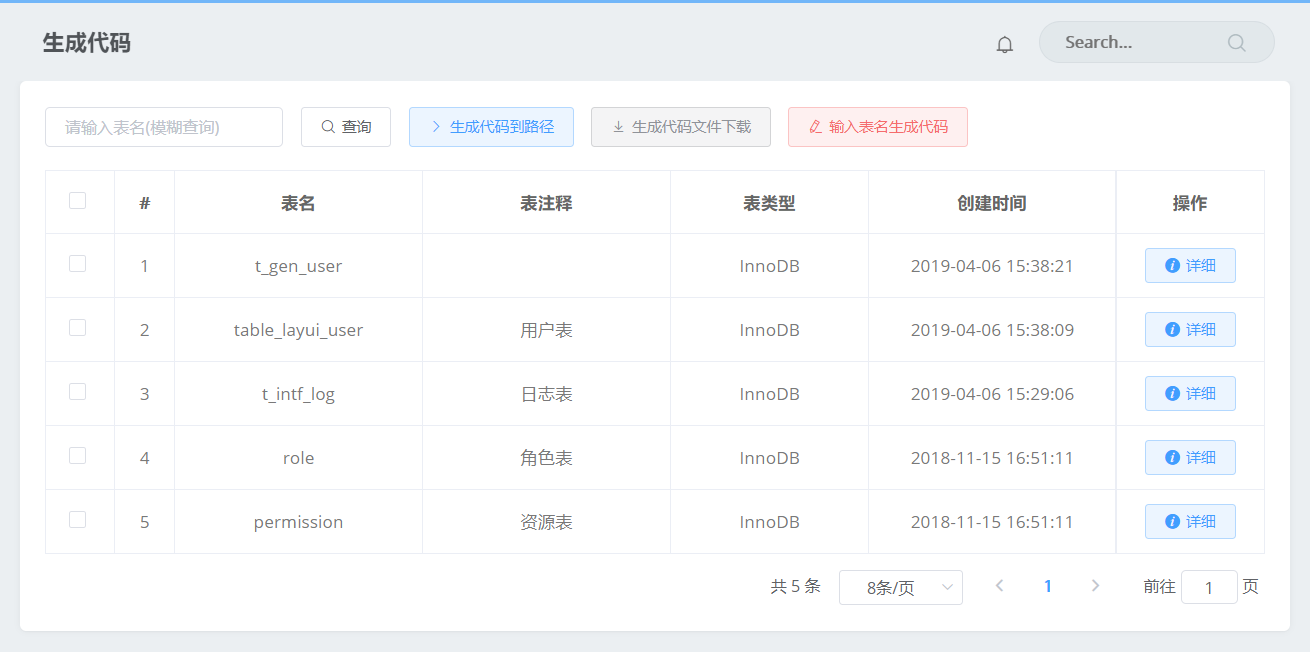 生成代码
Search...
请输入表名(模糊查询) 查询 生成代码到路径 生成代码文件下载 输入表名生成代码
# 表名 表注释 表类型 创建时间 操作
1 t_gen_user InnoDB 2019-04-06 15:38:21 详细
2 table_layui_user 用户表 InnoDB 2019-04-06 15:38:09 详细
3 t_intf_log 日志表 InnoDB 2019-04-06 15:29:06 详细
4 role 角色表 InnoDB 2018-11-15 16:51:11 详细
5 permission 资源表 InnoDB 2018-11-15 16:51:11 详细
共 5 条 8条/页 1 前往 1 页